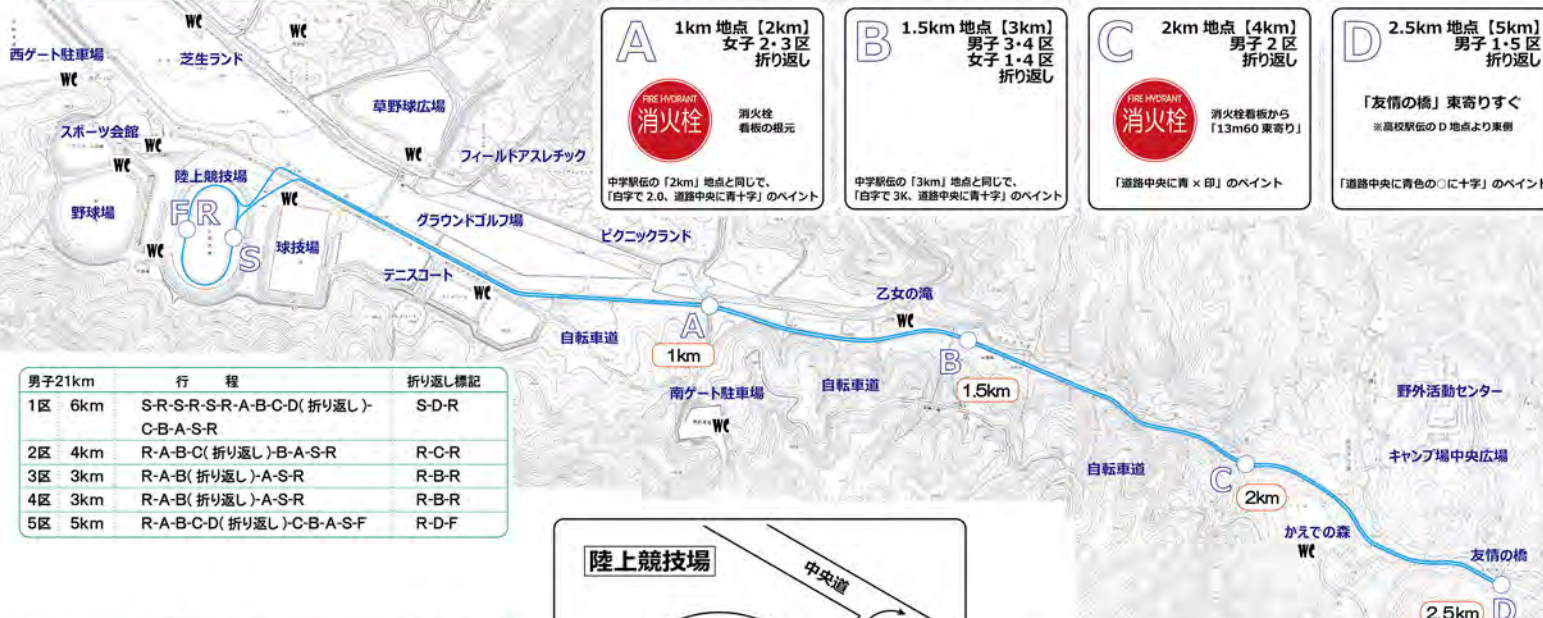 A
1km 地点【2km】
女子 2・3 区
折り返し
FIRE HYDRANT
消火栓
消火栓
看板の根元
中学駅伝の「2km」地点と同じで、
「白字で 2.0、道路中央に青十字」のペイント
B
1.5km 地点【3km】
男子 3・4 区
女子 1・4 区
折り返し
中学駅伝の「3km」地点と同じで、
「白字で 3K、道路中央に青十字」のペイント
C
2km 地点【4km】
男子 2 区
折り返し
FIRE HYDRANT
消火栓
消火栓看板から
「13m60 東寄り」
「道路中央に青 × 印」のペイント
D
2.5km 地点【5km】
男子 1・5 区
折り返し
「友情の橋」東寄りすぐ
※高校駅伝の D 地点より東側
「道路中央に青色の○に十字」のペイント
WC
WC
西ゲート駐車場
WC
芝生ランド
草野球広場
スポーツ会館
WC
WC
WC
フィールドアスレチック
陸上競技場
WC
野球場
F R
S
WC
球技場
グラウンドゴルフ場
ピクニックランド
テニスコート
WC
乙女の滝
WC
自転車道
A
1km
B
1.5km
南ゲート駐車場
WC
自転車道
野外活動センター
キャンプ場中央広場
自転車道
C
2km
かえでの森
WC
友情の橋
2.5km
D
男子21km 行 程 折り返し標記
1区 6km S-R-S-R-S-R-A-B-C-D( 折り返し )- S-D-R
C-B-A-S-R
2区 4km R-A-B-C( 折り返し )-B-A-S-R R-C-R
3区 3km R-A-B( 折り返し )-A-S-R R-B-R
4区 3km R-A-B( 折り返し )-A-S-R R-B-R
5区 5km R-A-B-C-D( 折り返し )-C-B-A-S-F R-D-F
陸上競技場
中央道